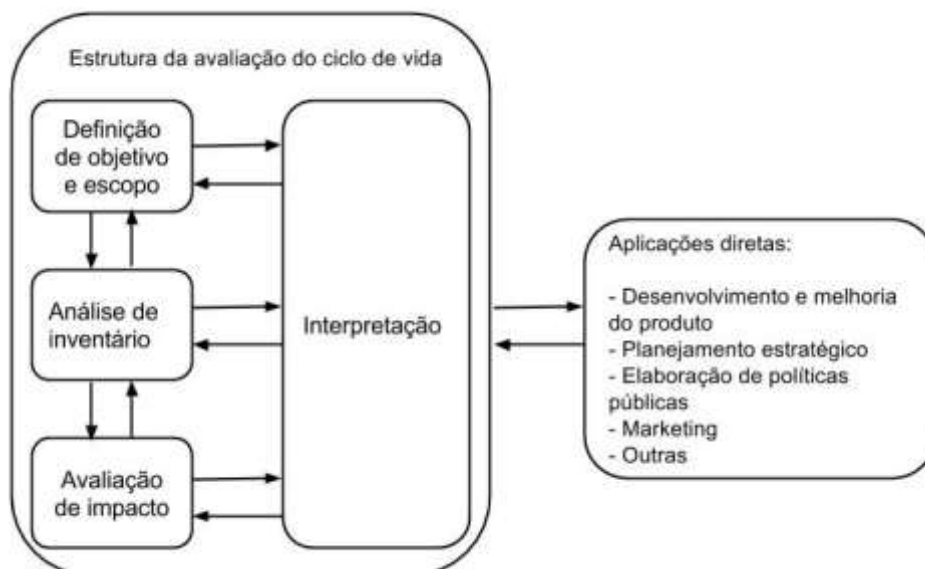 Estrutura da avaliação do ciclo de vida
Definição
de objetivo
e escopo
Análise de
inventário
Avaliação
de impacto
Interpretação
Aplicações diretas:
- Desenvolvimento e melhoria
do produto
- Planejamento estratégico
- Elaboração de políticas
públicas
- Marketing
- Outras